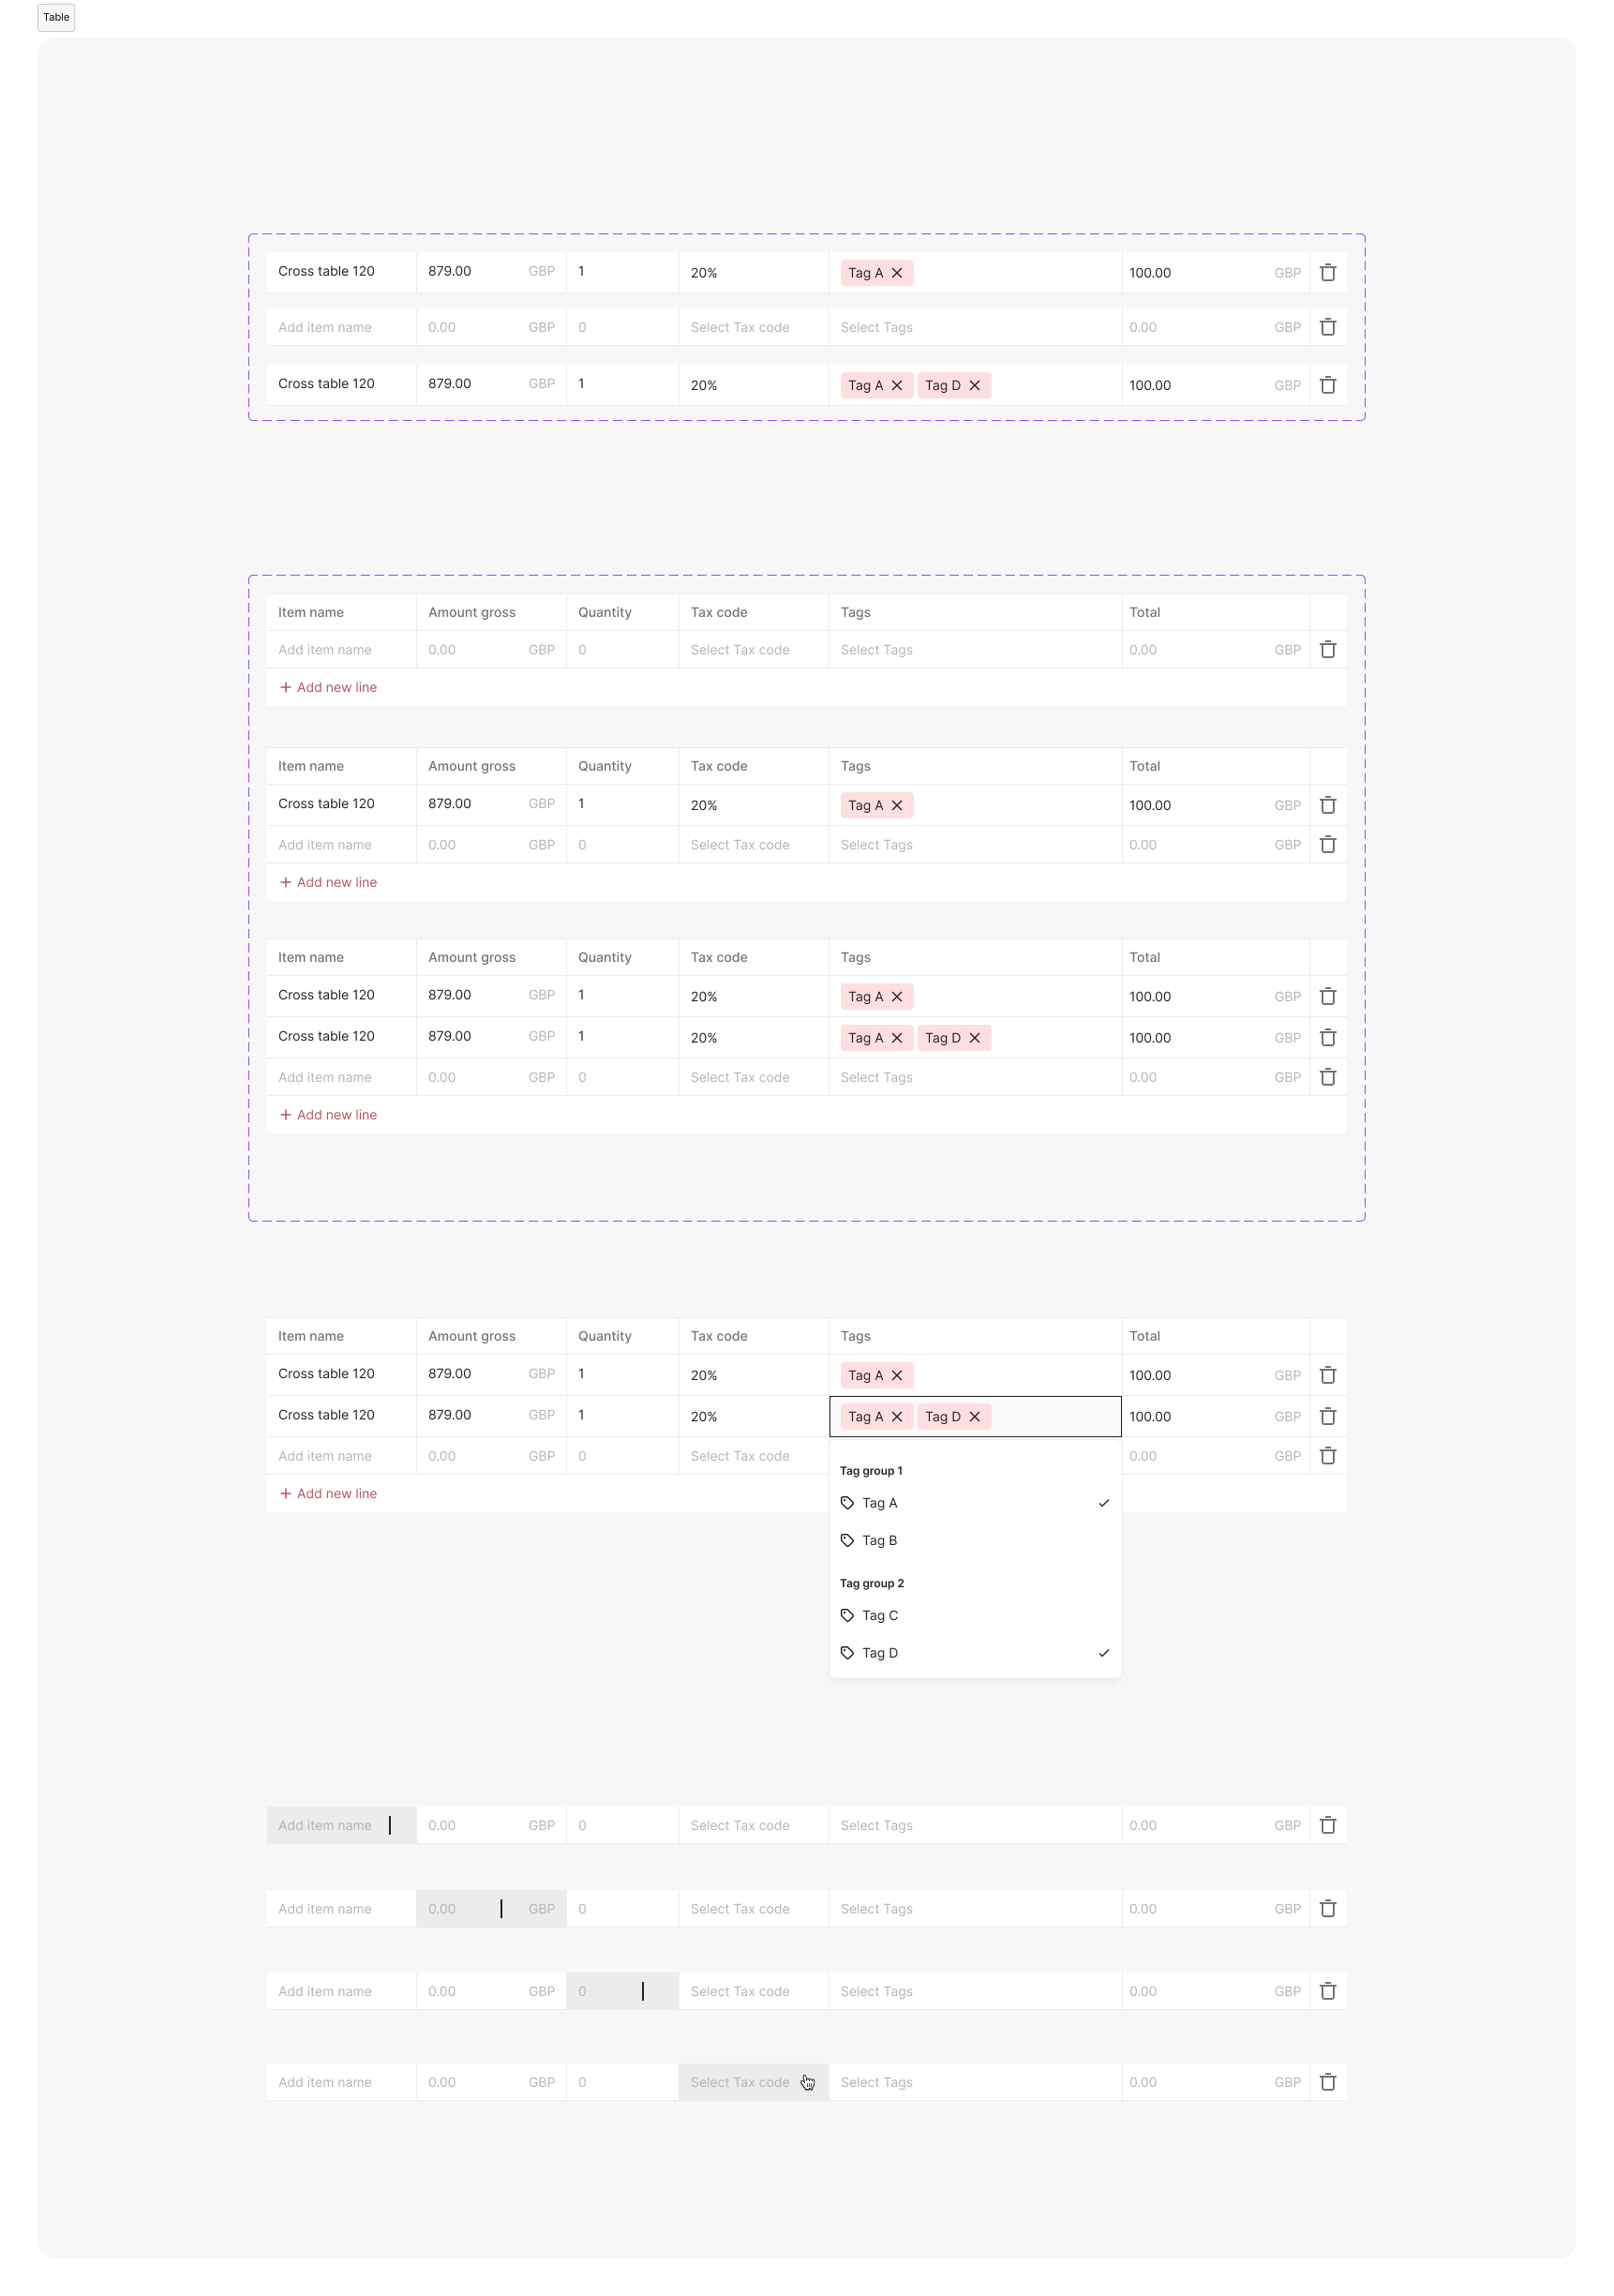 Table
Cross table 120 879.00 GBP 1 20% Tag A 100.00 GBP
Add item name 0.00 GBP 0 Select Tax code Select Tags 0.00 GBP
Cross table 120 879.00 GBP 1 20% Tag A Tag D 100.00 GBP
Item name Amount gross Quantity Tax code Tags Total
Add item name 0.00 GBP 0 Select Tax code Select Tags 0.00 GBP
Add new line
Item name Amount gross Quantity Tax code Tags Total
Cross table 120 879.00 GBP 1 20% Tag A 100.00 GBP
Add item name 0.00 GBP 0 Select Tax code Select Tags 0.00 GBP
Add new line
Item name Amount gross Quantity Tax code Tags Total
Cross table 120 879.00 GBP 1 20% Tag A 100.00 GBP
Cross table 120 879.00 GBP 1 20% Tag A Tag D 100.00 GBP
Add item name 0.00 GBP 0 Select Tax code Select Tags 0.00 GBP
Add new line
Item name Amount gross Quantity Tax code Tags Total
Cross table 120 879.00 GBP 1 20% Tag A 100.00 GBP
Cross table 120 879.00 GBP 1 20% Tag A Tag D 100.00 GBP
Add item name 0.00 GBP 0 Select Tax code 0.00 GBP
Add new line
Tag group 1
Tag A
Tag B
Tag group 2
Tag C
Tag D
Add item name 0.00 GBP 0 Select Tax code Select Tags 0.00 GBP
Add item name 0.00 GBP 0 Select Tax code Select Tags 0.00 GBP
Add item name 0.00 GBP 0 Select Tax code Select Tags 0.00 GBP
Add item name 0.00 GBP 0 Select Tax code Select Tags 0.00 GBP